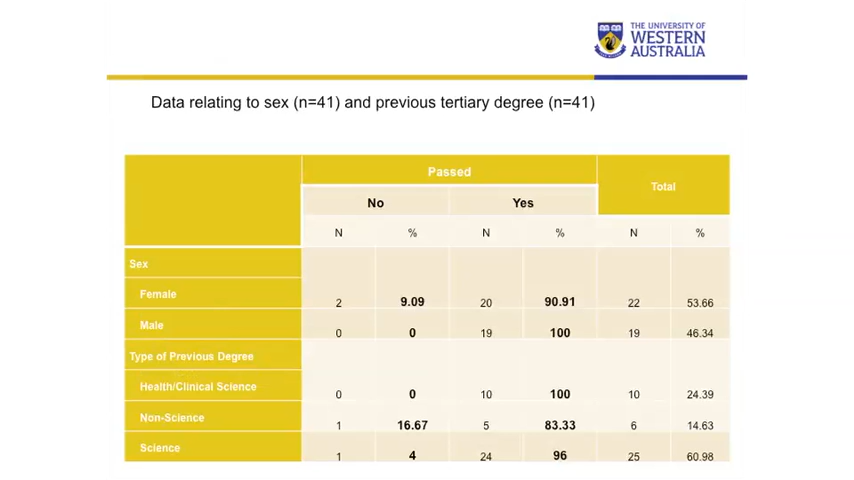 THE UNIVERSITY OF
WESTERN
AUSTRALIA
Data relating to sex (n=41) and previous tertiary degree (n=41)
Passed
Total
No Yes
N % N % N %
Sex
Female 2 9.09 20 90.91 22 53.66
Male 0 0 19 100 19 46.34
Type of Previous Degree
Health/Clinical Science 0 0 10 100 10 24.39
Non-Science 1 16.67 5 83.33 6 14.63
Science 1 4 24 96 25 60.98